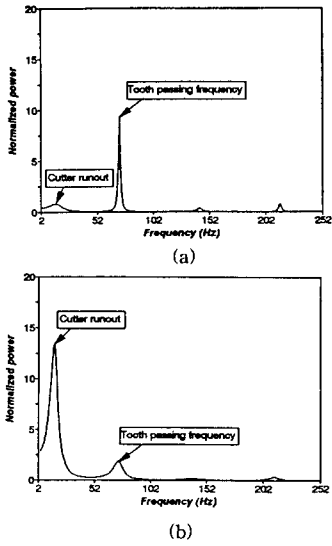 20
15
10
5
0
Normalized power
Tooth passing frequency
Cutter runout
2 52 102 152 202 252
Frequency (Hz)
(a)
20
15
10
5
0
Normalized power
Cutter runout
Tooth passing frequency
2 52 102 152 202 252
Frequency (Hz)
(b)